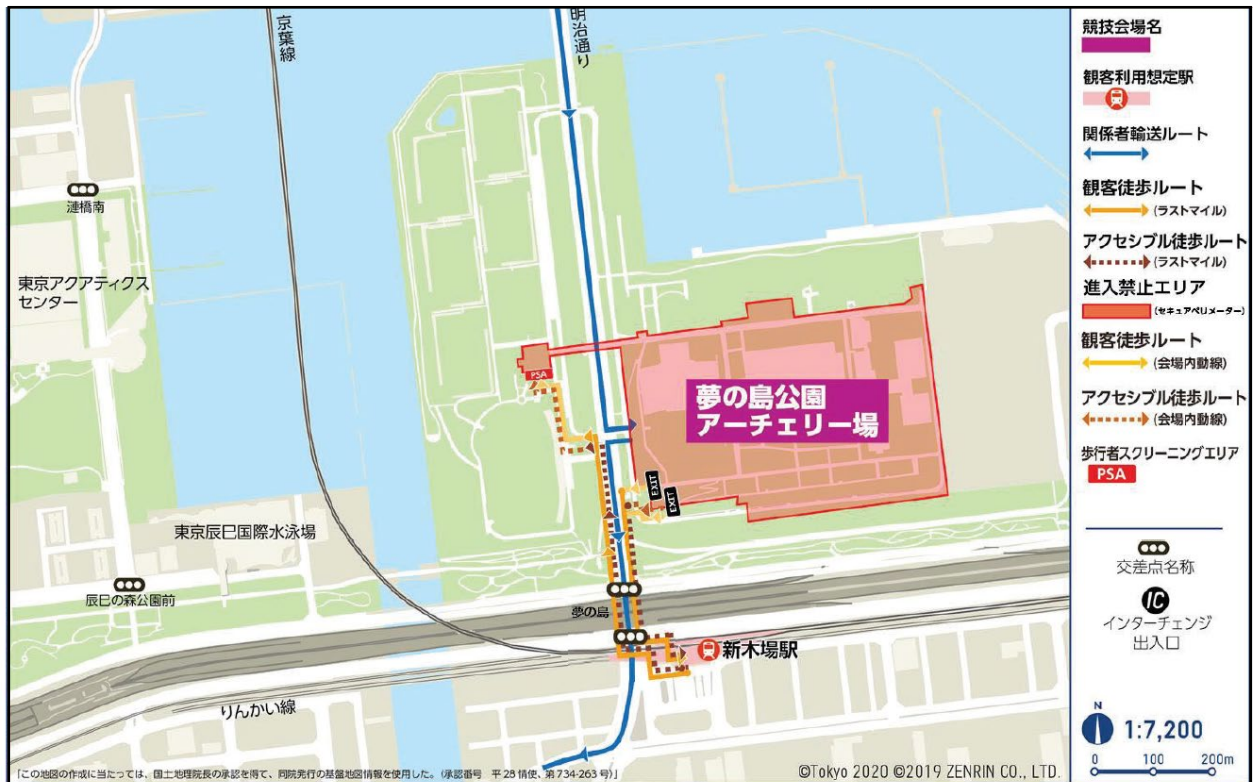 京葉線
明治通り
漣橋南
東京アクアティクス
センター
PSA
夢の島公園
アーチェリー場
EXIT
EXIT
東京辰巳国際水泳場
辰巳の森公園前
夢の島
新木場駅
りんかい線
「この地図の作成に当たっては、国土地理院長の承認を得て、同院発行の基盤地図情報を使用した。(承認番号 平28情使、第734-263号)」
©Tokyo 2020 ©2019 ZENRIN CO., LTD.
競技会場名
観客利用想定駅
関係者輸送ルート
観客徒歩ルート
(ラストマイル)
アクセシブル徒歩ルート
(ラストマイル)
進入禁止エリア
(セキュアペリメーター)
観客徒歩ルート
(会場内動線)
アクセシブル徒歩ルート
(会場内動線)
歩行者スクリーニングエリア
PSA
交差点名称
IC
インターチェンジ
出入口
N
1:7,200
0 100 200m